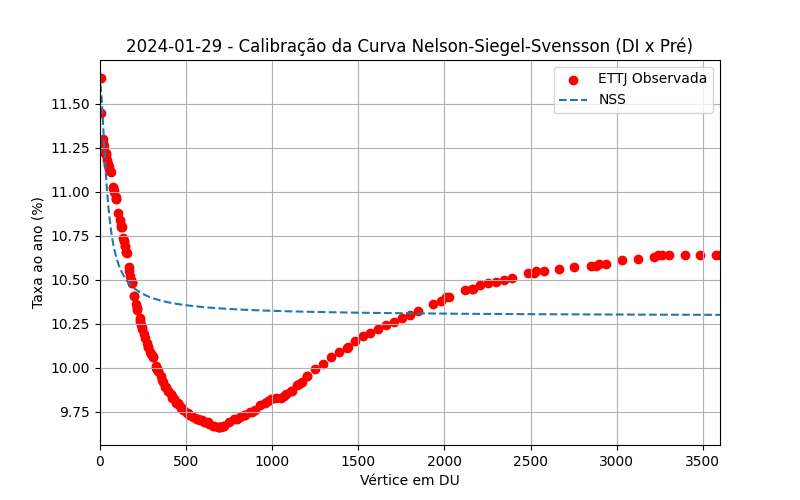 2024-01-29 - Calibração da Curva Nelson-Siegel-Svensson (DI x Pré)
ETTJ Observada
NSS
Taxa ao ano (%)
11.50
11.25
11.00
10.75
10.50
10.25
10.00
9.75
0 500 1000 1500 2000 2500 3000 3500
Vértice em DU